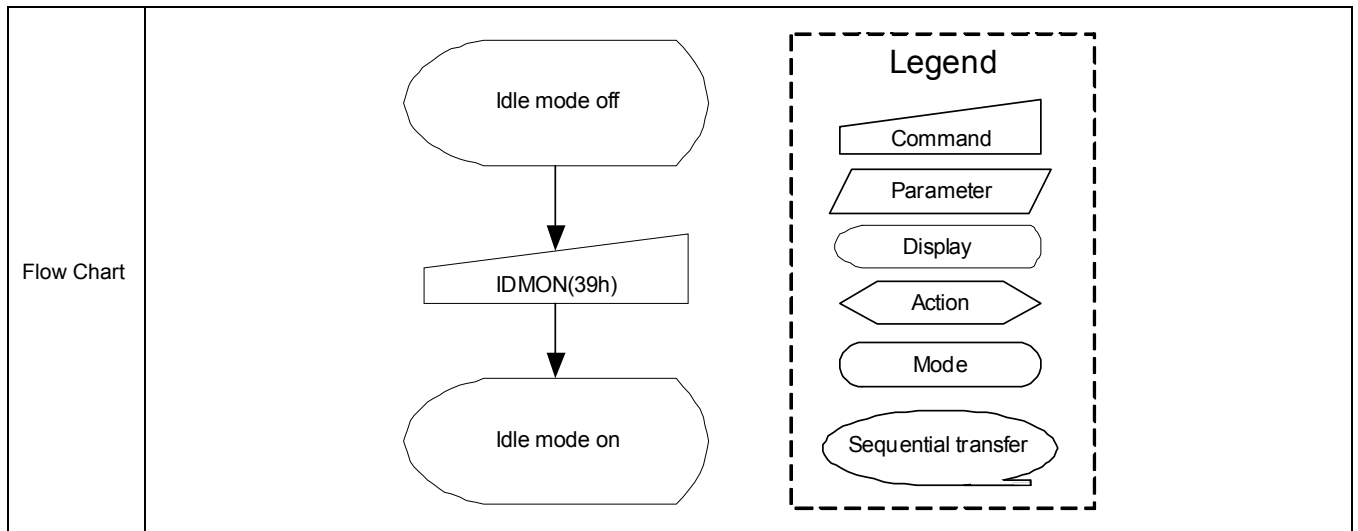 Flow Chart
Idle mode off
IDMON(39h)
Idle mode on
Legend
Command
Parameter
Display
Action
Mode
Sequential transfer